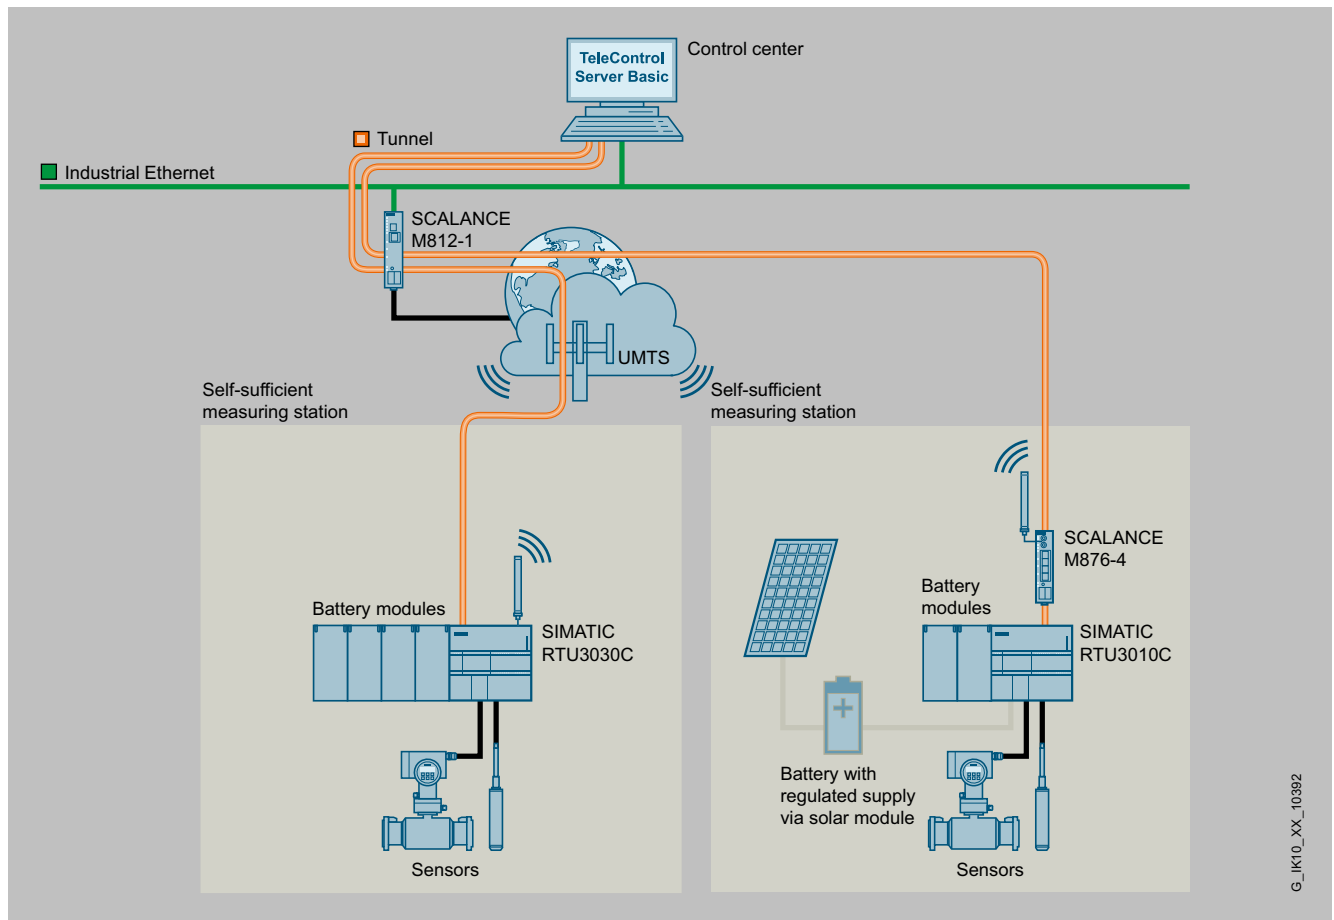 TeleControl
Server Basic
Control center
Tunnel
Industrial Ethernet
SCALANCE
M812-1
UMTS
Self-sufficient
measuring station
Self-sufficient
measuring station
SCALANCE
M876-4
Battery modules
SIMATIC
RTU3030C
Battery
modules
SIMATIC
RTU3010C
Battery with
regulated supply
via solar module
Sensors
Sensors
G_IK10_XX_10392